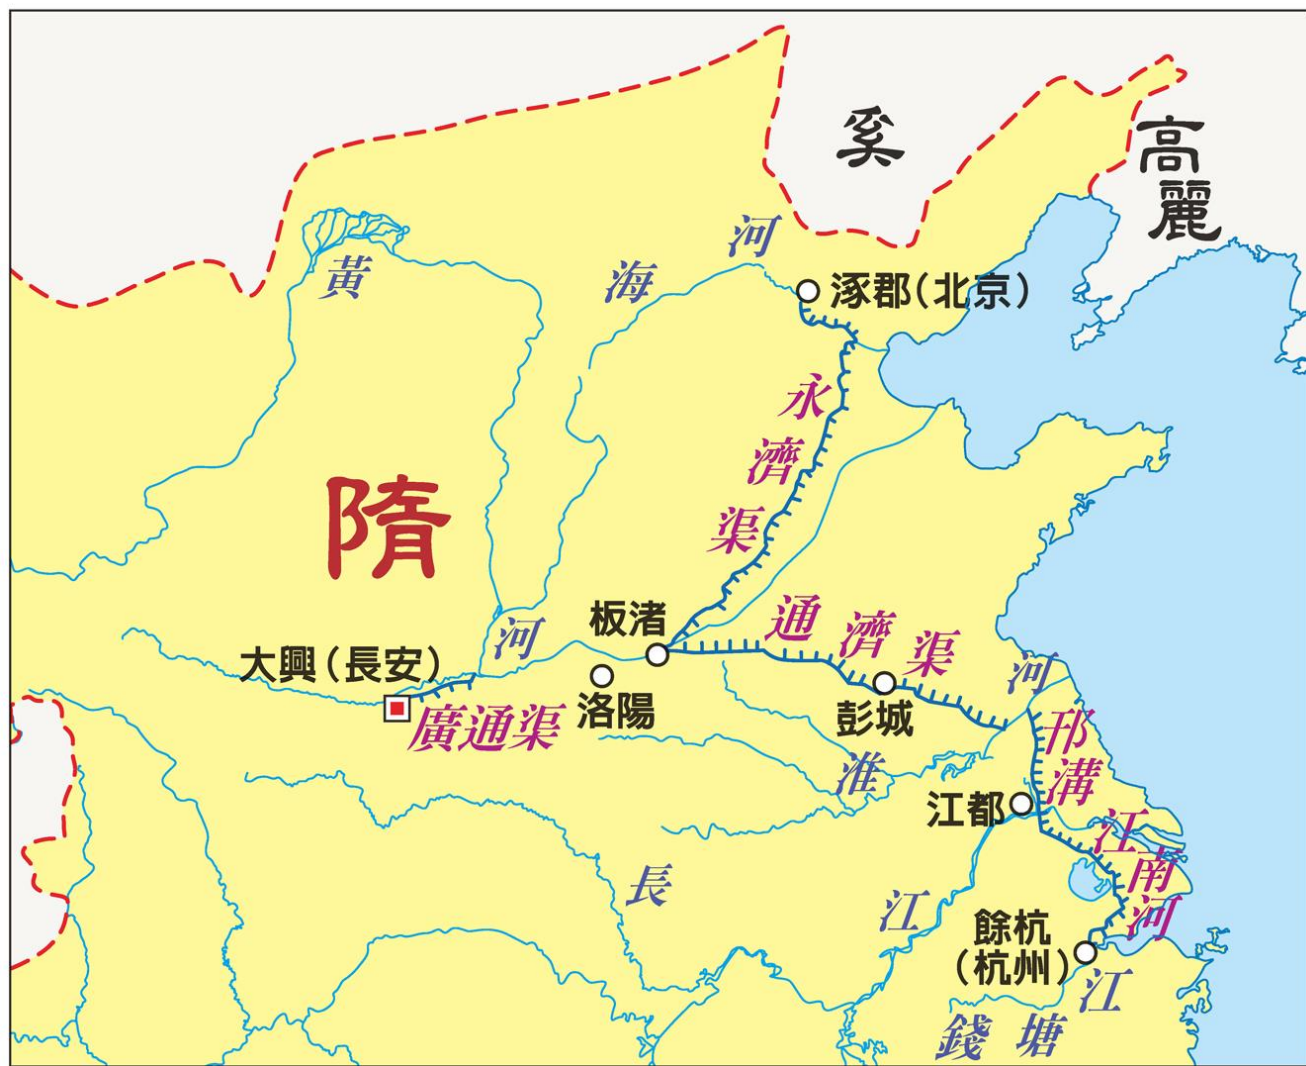 奚
高麗
黃河
海河
涿郡(北京)
永濟渠
隋
板渚
通濟渠
大興(長安)
洛陽
廣通渠
彭城
淮河
邗溝
江都
長江
江南河
餘杭
(杭州)
錢塘江